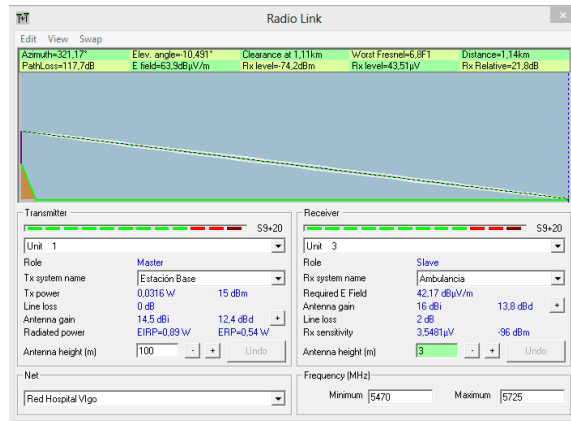 Radio Link
Edit View Swap
Azimuth=321,17° Elev. angle=-10,491° Clearance at 1,11km Worst Fresnel=6,8F1 Distance=1,14km
PathLoss=117,7dB E field=63,9dBµV/m Rx level=-74,2dBm Rx level=43,51µV Rx Relative=21,8dB
Transmitter
S9+20
Unit 1
Role Master
Tx system name Estación Base
Tx power 0,0316 W 15 dBm
Line loss 0 dB
Antenna gain 14,5 dBi 12,4 dBd +
Radiated power EIRP=0,89 W ERP=0,54 W
Antenna height (m) 100 - + Undo
Receiver
S9+20
Unit 3
Role Slave
Rx system name Ambulancia
Required E Field 42,17 dBµV/m
Antenna gain 16 dBi 13,8 dBd +
Line loss 2 dB
Rx sensitivity 3,5481µV -96 dBm
Antenna height (m) 3 - + Undo
Net
Red Hospital VIgo
Frequency (MHz)
Minimum 5470 Maximum 5725